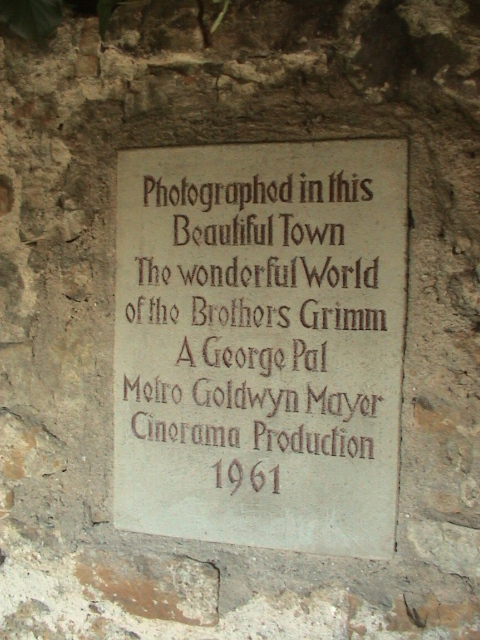 Photographed in this
Beautiful Town
The wonderful World
of the Brothers Grimm
A George Pal
Metro Goldwyn Mayer
Cinerama Production
1961